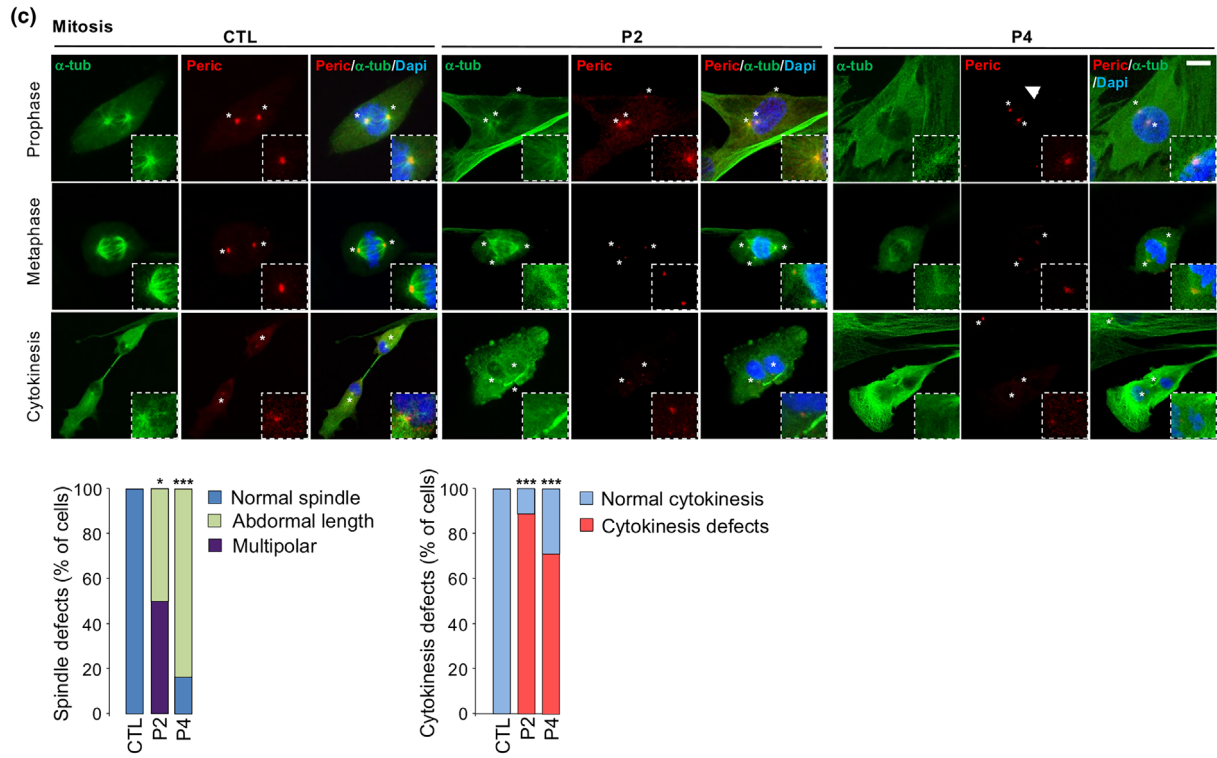 (c)
Mitosis
CTL P2 P4
α-tub Peric Peric/α-tub/Dapi α-tub Peric Peric/α-tub/Dapi α-tub Peric Peric/α-tub
/Dapi
Prophase
* * * * * * * * * * * * * * * *
Metaphase
* * * * * * * * * * * * * *
Cytokinesis
* * * * * * * * * * * * * * *
Spindle defects (% of cells)
100
80
60
40
20
0
* ***
CTL P2 P4
Normal spindle
Abdormal length
Multipolar
Cytokinesis defects (% of cells)
100
80
60
40
20
0
*** ***
CTL P2 P4
Normal cytokinesis
Cytokinesis defects